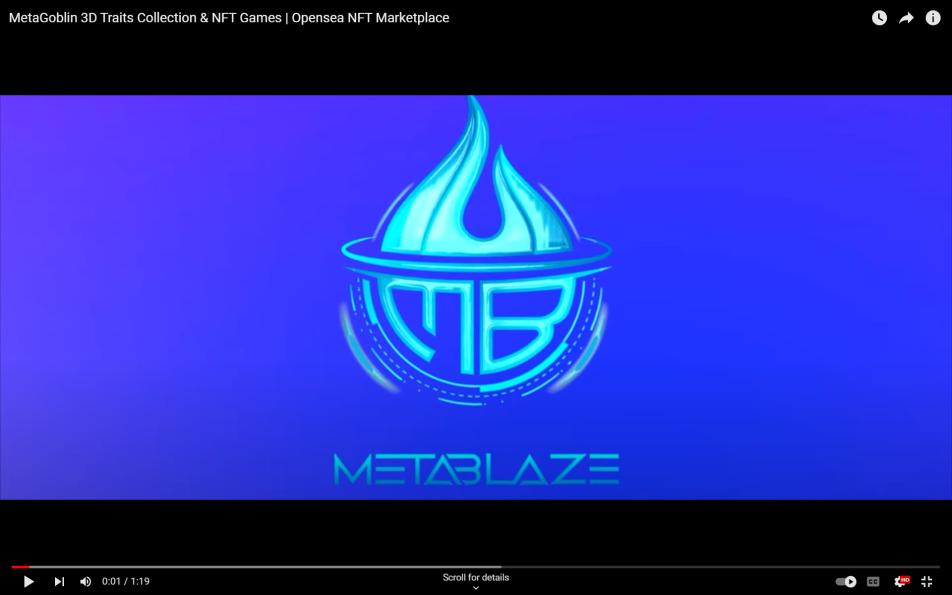 MetaGoblin 3D Traits Collection & NFT Games | Opensea NFT Marketplace
MB
METABLAZE
0:01 / 1:19
Scroll for details
CC
HD